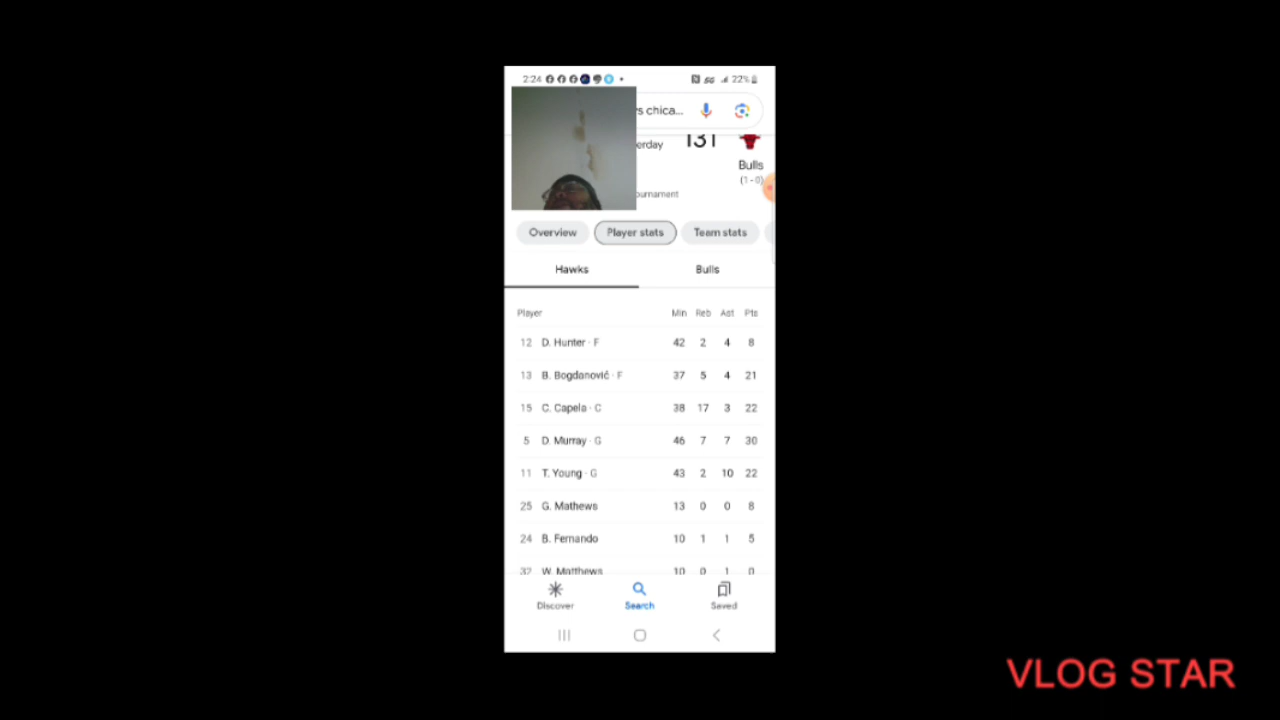 2:24 5G 22%
vs chica...
erday 131
Bulls
(1 - 0)
ournament
Overview Player stats Team stats
Hawks Bulls
Player Min Reb Ast Pts
12 D. Hunter · F 42 2 4 8
13 B. Bogdanović · F 37 5 4 21
15 C. Capela · C 38 17 3 22
5 D. Murray · G 46 7 7 30
11 T. Young · G 43 2 10 22
25 G. Mathews 13 0 0 8
24 B. Fernando 10 1 1 5
32 W. Matthews 10 0 1 0
Discover Search Saved
VLOG STAR